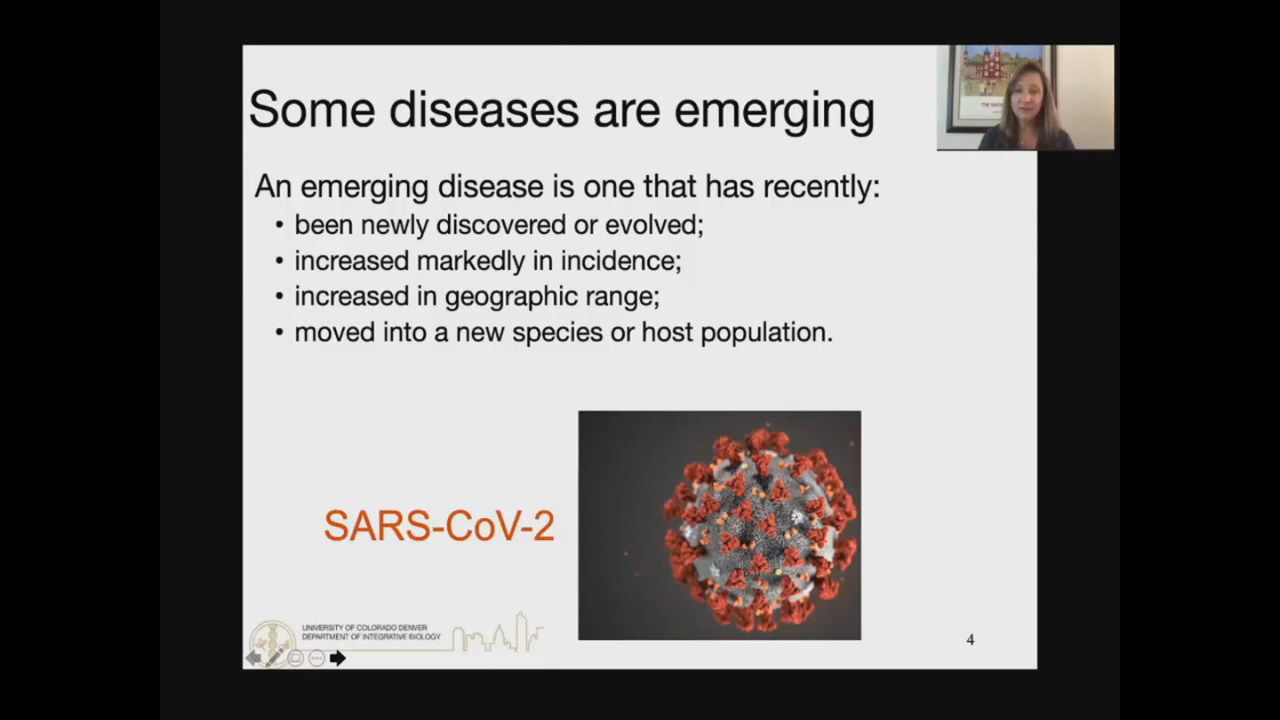 Some diseases are emerging
An emerging disease is one that has recently:
• been newly discovered or evolved;
• increased markedly in incidence;
• increased in geographic range;
• moved into a new species or host population.
SARS-CoV-2
UNIVERSITY OF COLORADO DENVER
DEPARTMENT OF INTEGRATIVE BIOLOGY
4